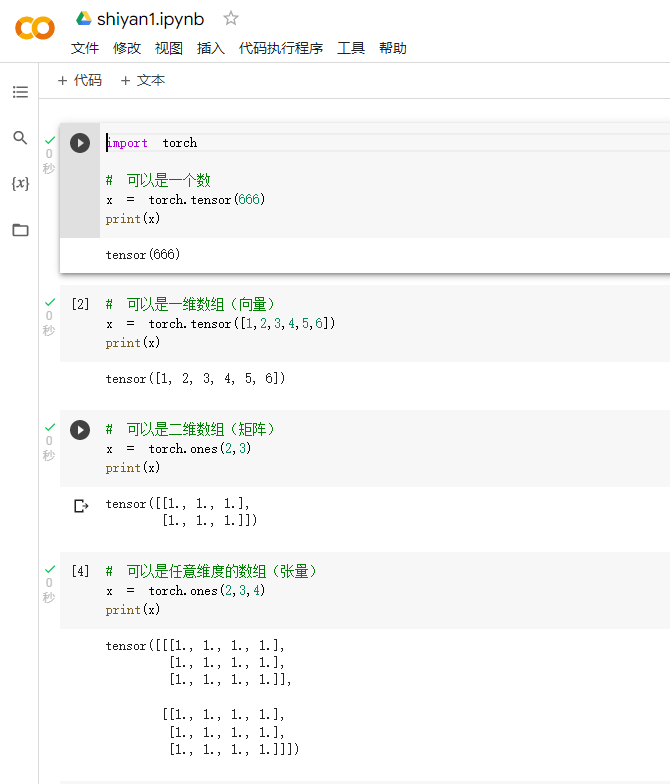 shiyan1.ipynb
文件 修改 视图 插入 代码执行程序 工具 帮助
+ 代码 + 文本
0
秒
import torch
# 可以是一个数
x = torch.tensor(666)
print(x)
tensor(666)
0
秒
[2] # 可以是一维数组（向量）
x = torch.tensor([1,2,3,4,5,6])
print(x)
tensor([1, 2, 3, 4, 5, 6])
0
秒
# 可以是二维数组（矩阵）
x = torch.ones(2,3)
print(x)
tensor([[1., 1., 1.],
[1., 1., 1.]])
0
秒
[4] # 可以是任意维度的数组（张量）
x = torch.ones(2,3,4)
print(x)
tensor([[[1., 1., 1., 1.],
[1., 1., 1., 1.],
[1., 1., 1., 1.]],
[[1., 1., 1., 1.],
[1., 1., 1., 1.],
[1., 1., 1., 1.]]])
{x}